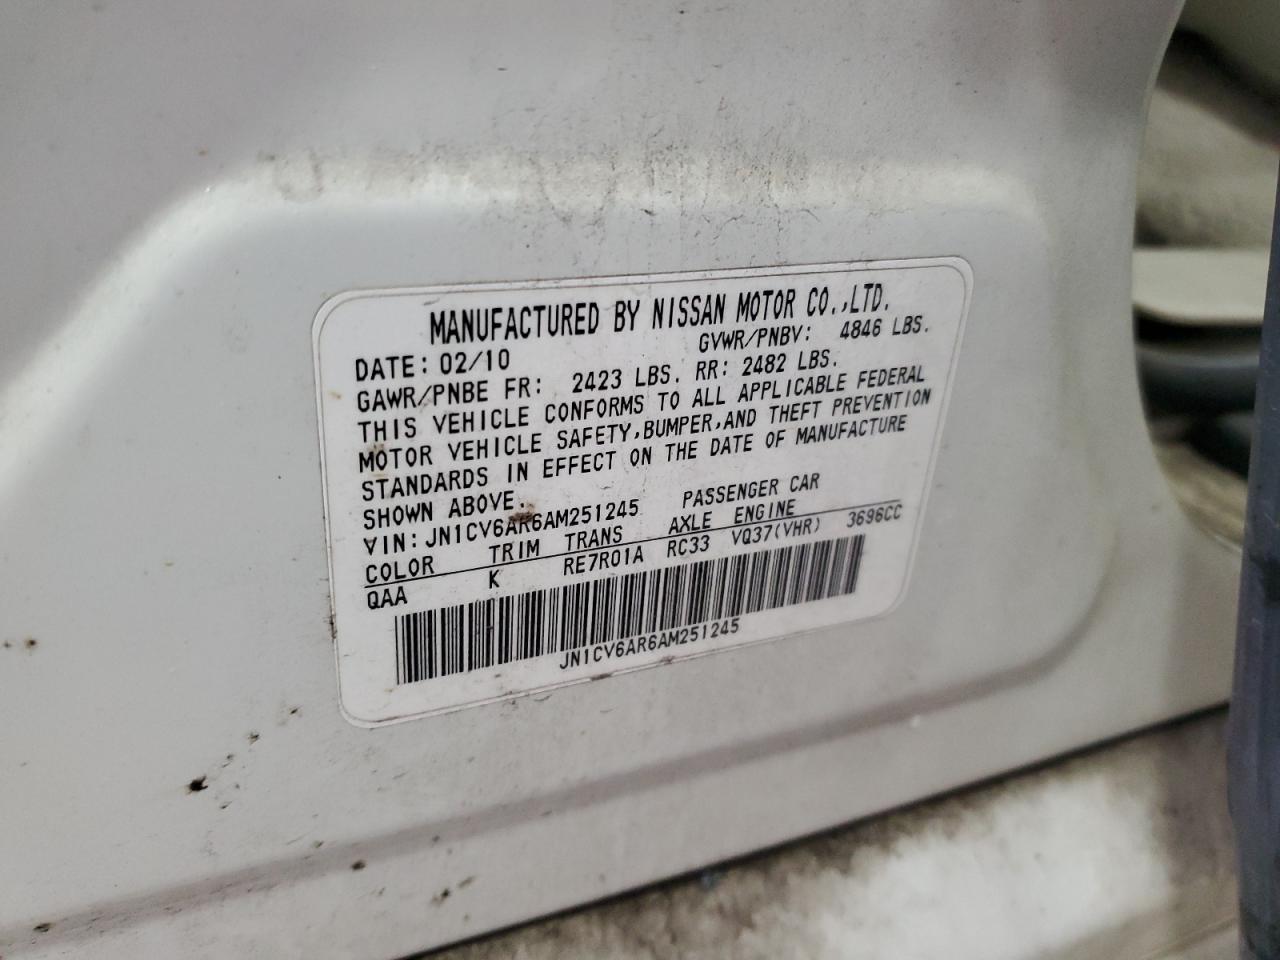 MANUFACTURED BY NISSAN MOTOR CO.,LTD.
DATE: 02/10 GVWR/PNBV: 4846 LBS.
GAWR/PNBE FR: 2423 LBS. RR: 2482 LBS.
THIS VEHICLE CONFORMS TO ALL APPLICABLE FEDERAL
MOTOR VEHICLE SAFETY,BUMPER,AND THEFT PREVENTION
STANDARDS IN EFFECT ON THE DATE OF MANUFACTURE
SHOWN ABOVE.
VIN: JN1CV6AR6AM251245 PASSENGER CAR
COLOR TRIM TRANS AXLE ENGINE
QAA K RE7R01A RC33 VQ37(VHR) 3696CC
JN1CV6AR6AM251245